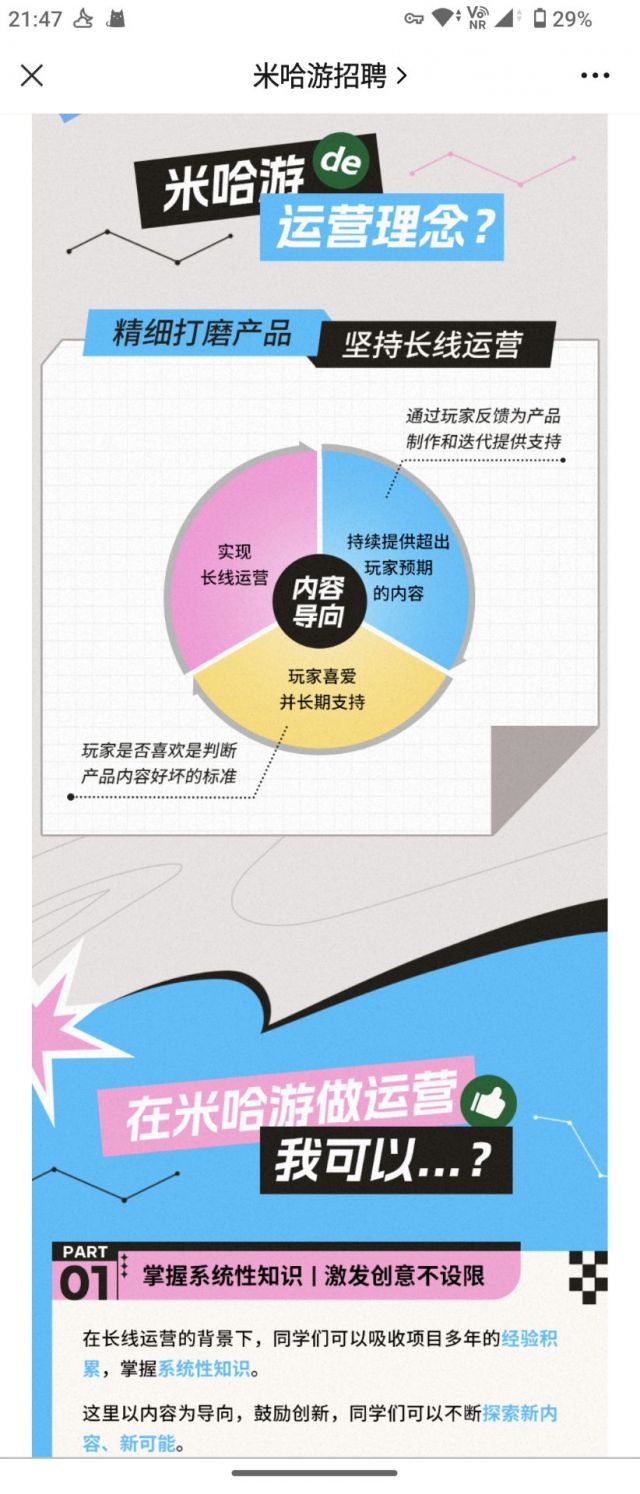 21:47
Vo
NR
29%
米哈游招聘
米哈游 de
运营理念?
精细打磨产品
坚持长线运营
通过玩家反馈为产品
制作和迭代提供支持
实现
长线运营
持续提供超出
玩家预期
的内容
内容
导向
玩家喜爱
并长期支持
玩家是否喜欢是判断
产品内容好坏的标准
在米哈游做运营
我可以...?
PART
01
掌握系统性知识丨激发创意不设限
在长线运营的背景下，同学们可以吸收项目多年的经验积
累，掌握系统性知识。
这里以内容为导向，鼓励创新，同学们可以不断探索新内
容、新可能。